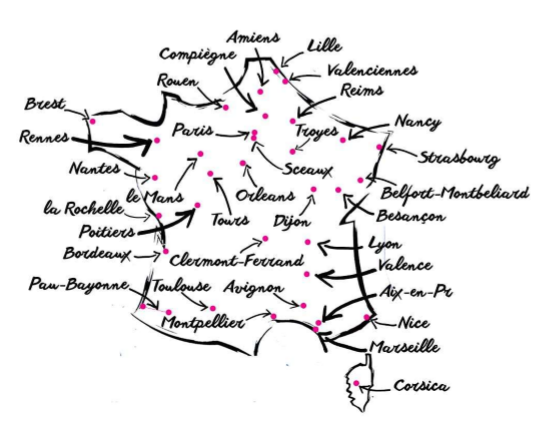 Amiens
Lille
Compiègne
Valenciennes
Rouen
Reims
Brest
Nancy
Rennes
Paris
Troyes
Strasbourg
Sceaux
Nantes
le Mans
Orleans
Belfort-Montbeliard
la Rochelle
Tours
Dijon
Besançon
Poitiers
Bordeaux
Clermont-Ferrand
Lyon
Valence
Pau-Bayonne
Toulouse
Avignon
Aix-en-Pr
Montpellier
Nice
Marseille
Corsica